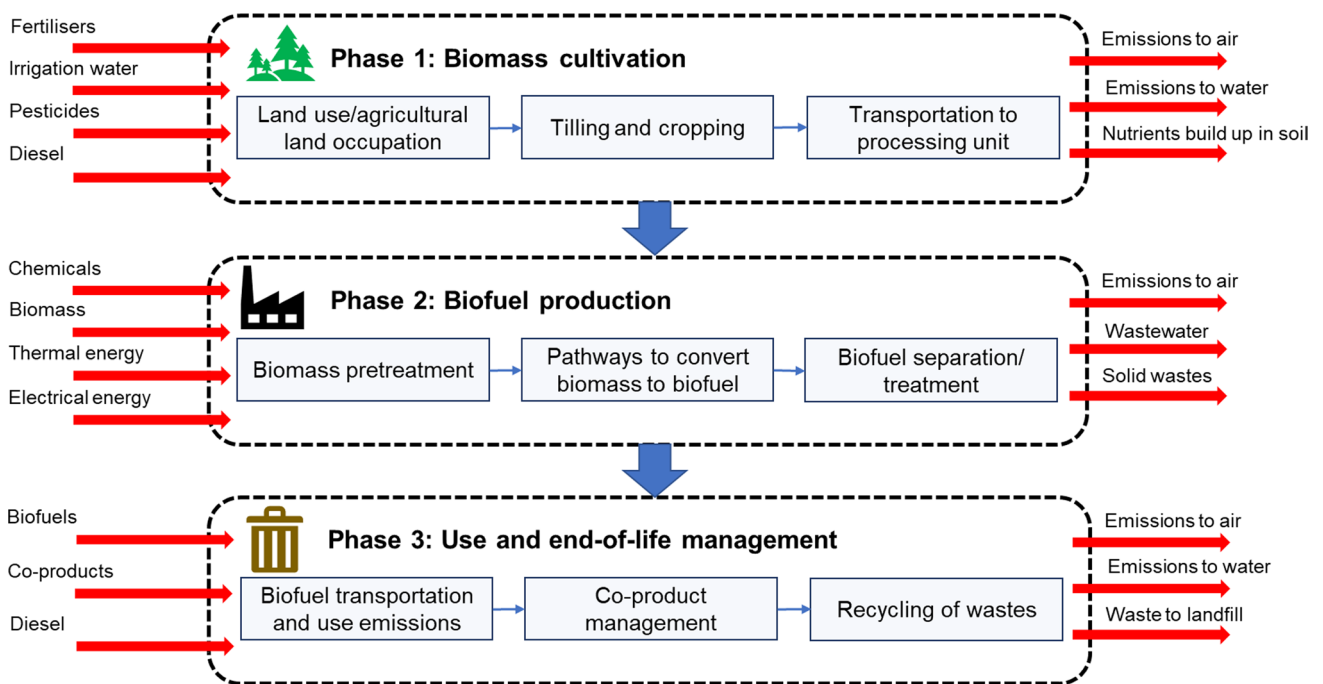 Fertilisers
Irrigation water
Pesticides
Diesel
Phase 1: Biomass cultivation
Land use/agricultural
land occupation
Tilling and cropping
Transportation to
processing unit
Emissions to air
Emissions to water
Nutrients build up in soil
Chemicals
Biomass
Thermal energy
Electrical energy
Phase 2: Biofuel production
Biomass pretreatment
Pathways to convert
biomass to biofuel
Biofuel separation/
treatment
Emissions to air
Wastewater
Solid wastes
Biofuels
Co-products
Diesel
Phase 3: Use and end-of-life management
Biofuel transportation
and use emissions
Co-product
management
Recycling of wastes
Emissions to air
Emissions to water
Waste to landfill